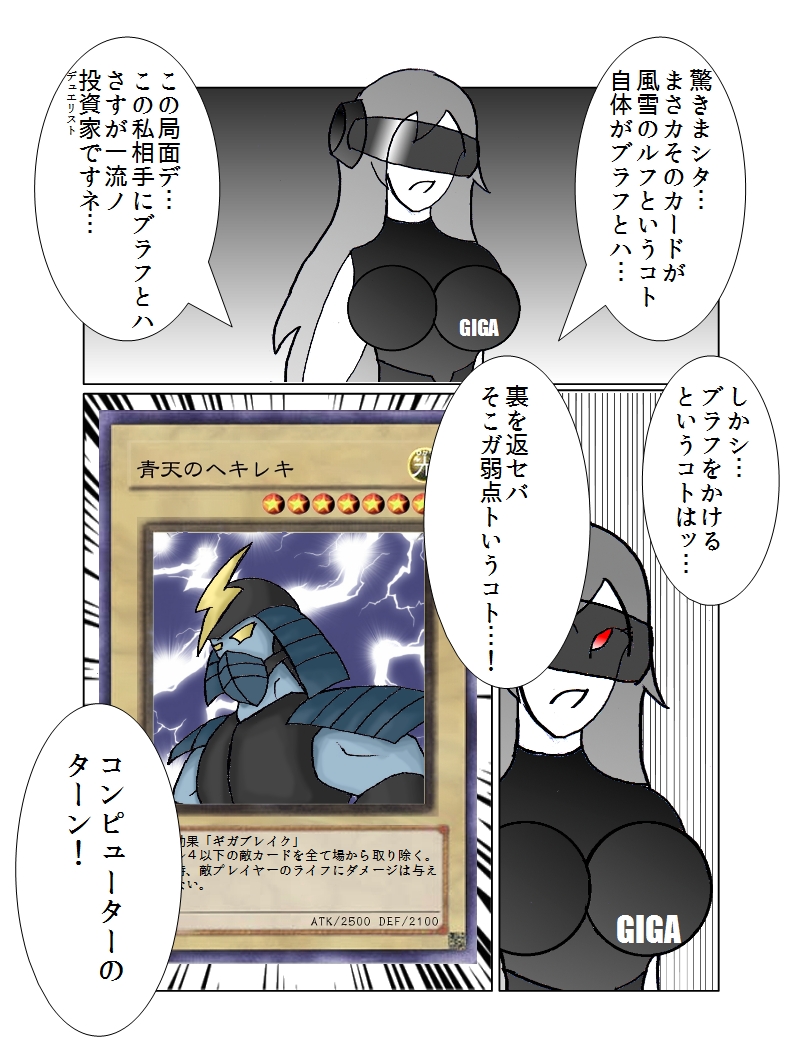 驚きまシタ…
まさカそのカードが
風雪のルフというコト
自体がブラフとハ…
この局面デ…
この私相手にブラフとハ
さすが一流ノ
投資家ですネ…
デュエリスト
GIGA
しかシ…
ブラフをかける
というコトはッ…
裏を返セバ
そこガ弱点トいうコト…！
GIGA
青天のヘキレキ
効果「ギガブレイク」
４以下の敵カードを全て場から取り除く。
、敵プレイヤーのライフにダメージは与え
ない。
ATK/2500 DEF/2100
コンピューターの
ターン！